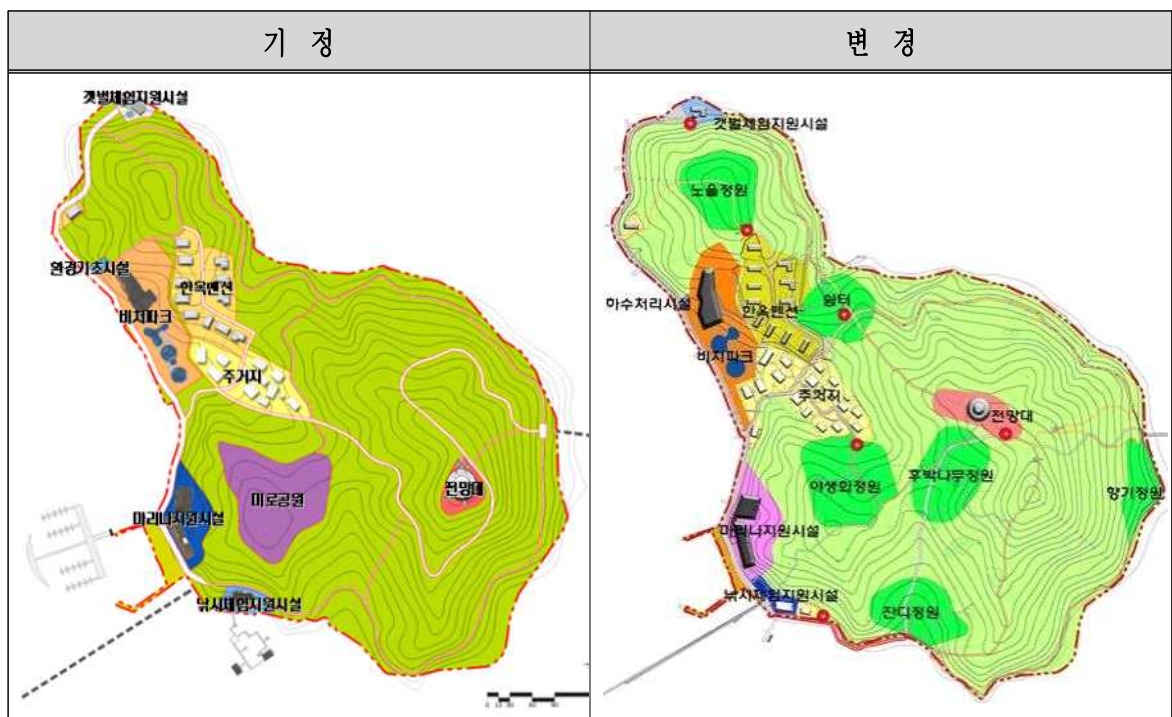 기 정
변 경
갯벌체험지원시설
환경기초시설
한옥펜션
비치파크
주거지
미로공원
전망대
마리나지원시설
낚시체험지원시설
갯벌체험지원시설
노을정원
하수처리시설
한옥펜션
쉼터
비치파크
주거지
전망대
야생화정원
후박나무정원
향기정원
마리나지원시설
낚시체험지원시설
잔디정원